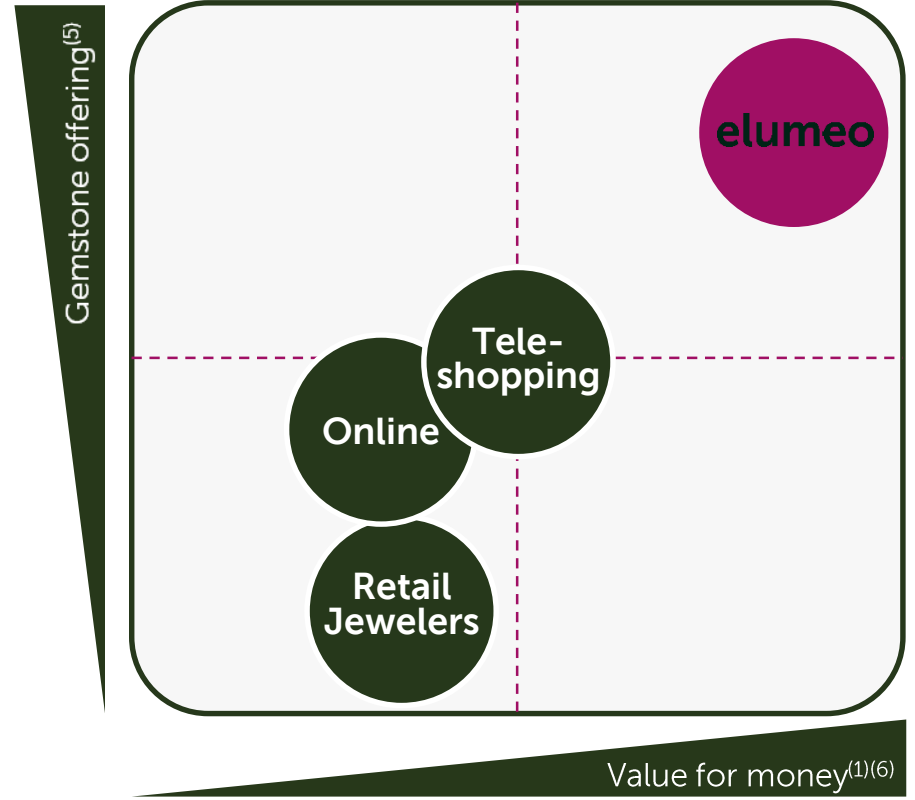 Gemstone offering(5)
elumeo
Tele-
shopping
Online
Retail
Jewelers
Value for money(1)(6)